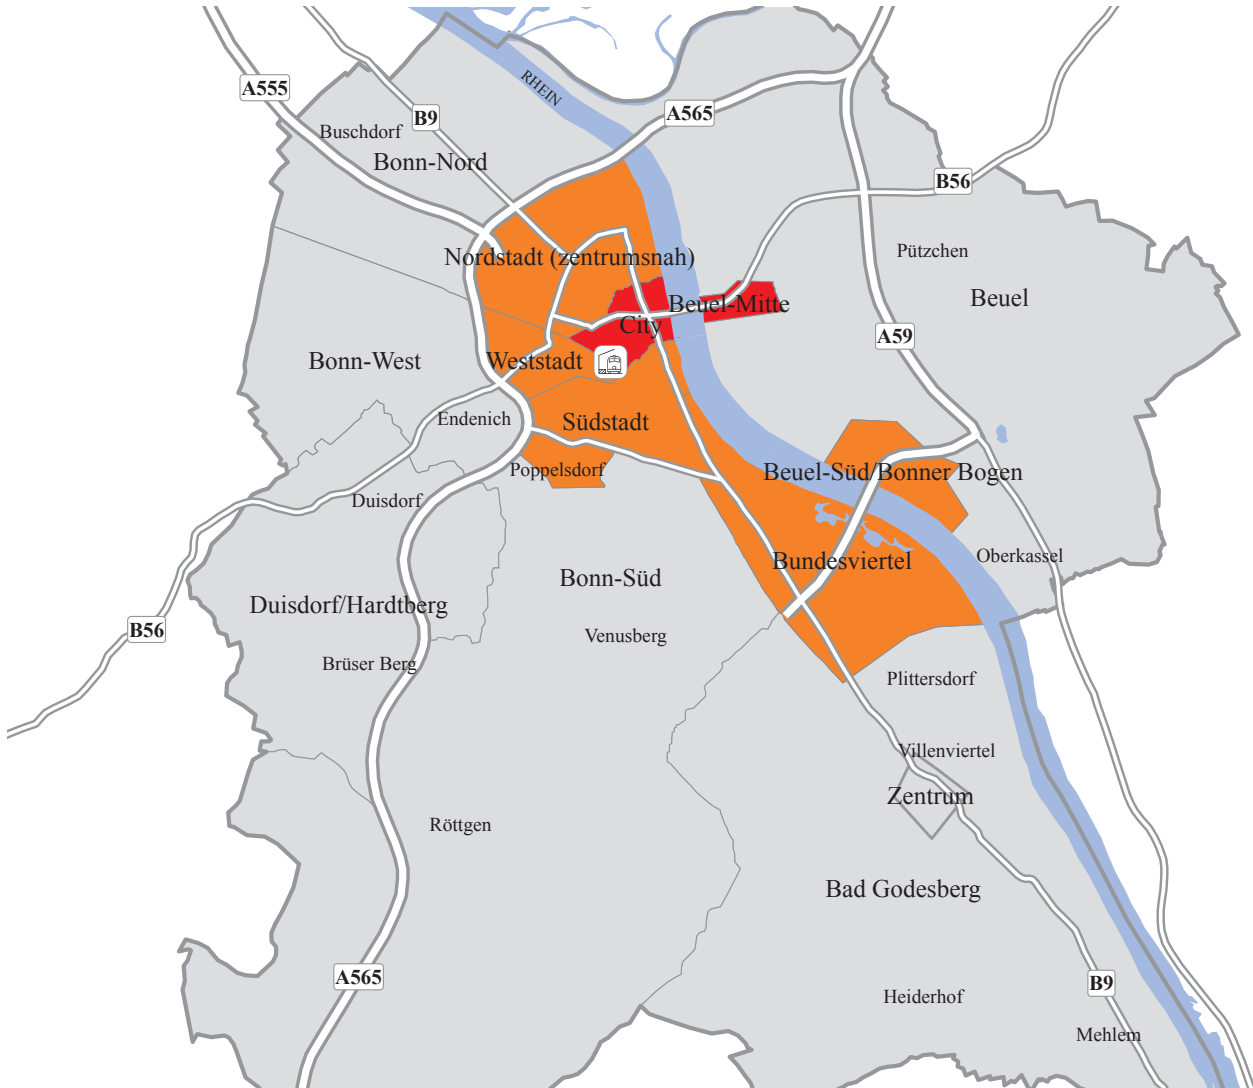 RHEIN
A555
A565
B9
Buschdorf
Bonn-Nord
B56
Pützchen
Nordstadt (zentrumsnah)
Beuel
Beuel-Mitte
City
A59
Bonn-West
Weststadt
Endenich
Südstadt
Poppelsdorf
Beuel-Süd/Bonner Bogen
Duisdorf
Oberkassel
Bundesviertel
Bonn-Süd
Duisdorf/Hardtberg
B56
Venusberg
Brüser Berg
Plittersdorf
Villenviertel
Zentrum
Röttgen
Bad Godesberg
A565
B9
Heiderhof
Mehlem